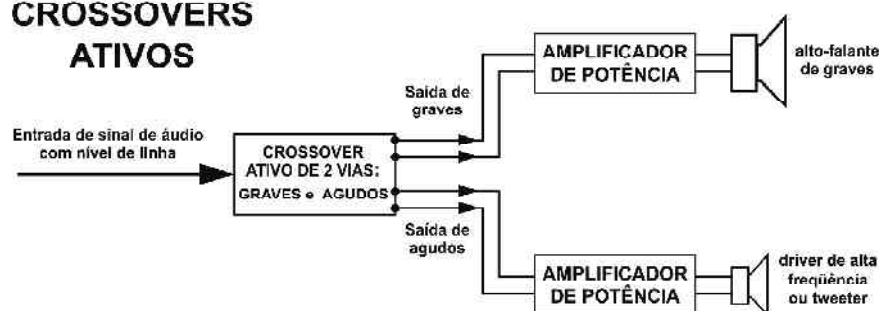 CROSSOVERS
ATIVOS
AMPLIFICADOR
DE POTÊNCIA
alto-falante
de graves
Saída de
graves
Entrada de sinal de áudio
com nível de linha
CROSSOVER
ATIVO DE 2 VIAS:
GRAVES e AGUDOS
Saída de
agudos
AMPLIFICADOR
DE POTÊNCIA
driver de alta
freqüência
ou tweeter